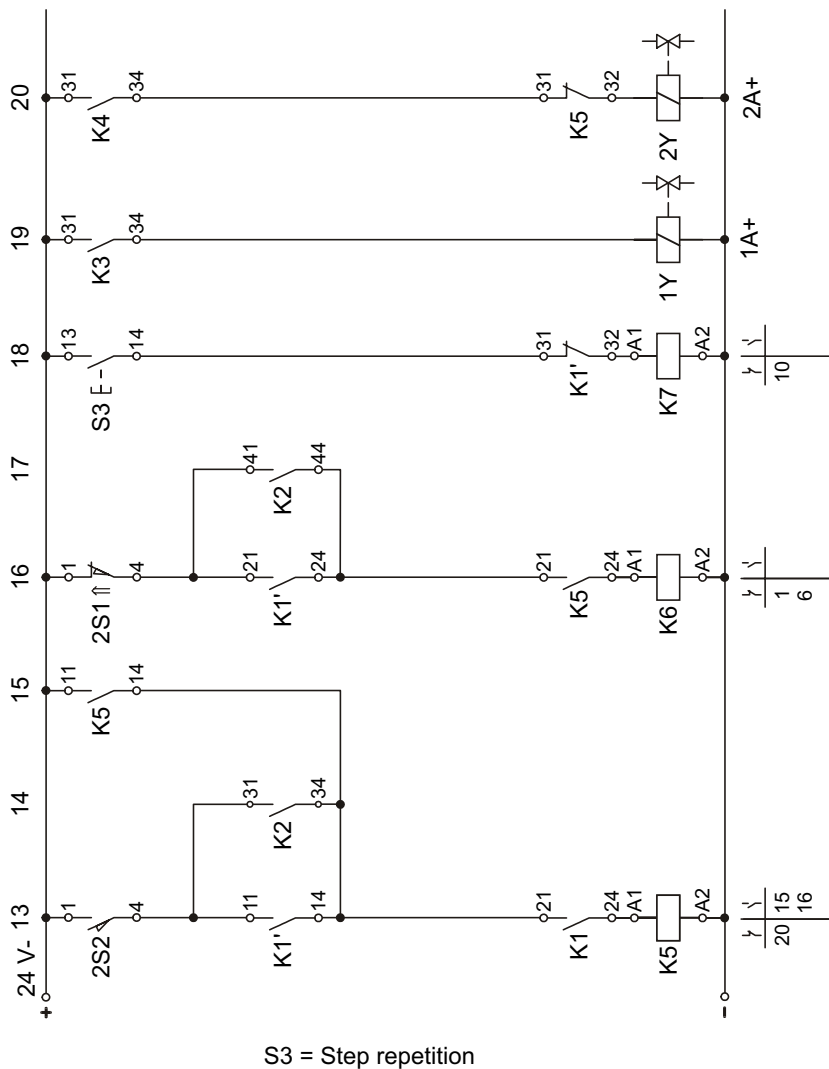 24 V- 13 14 15 16 17 18 19 20
+
1 11 1 13 31 31
2S2 K5 2S1 ⇑ S3 K3 K4
4 14 4 14 34 34
11 31 21 41
K1' K2 K1' K2
14 34 24 44
21 21 31 31
K1 K5 K1' K5
24 24 32 32
A1 A1 A1
K5 K6 K7 1Y 2Y
A2 A2 A2
-
1A+ 2A+
20 15 1 10
16 6
S3 = Step repetition